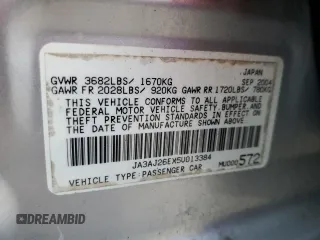 JAPAN
GVWR 3682LBS/ 1670KG SEP 2004
GAWR FR 2028LBS/ 920KG GAWR RR 1720LBS/ 780KG
THIS VEHICLE CONFORMS TO ALL APPLICABLE
FEDERAL MOTOR VEHICLE SAFETY, BUMPER, AND
THEFT PREVENTION STANDARDS IN EFFECT ON
THE DATE OF MANUFACTURE SHOWN ABOVE.
JA3AJ26EX5U013384
VEHICLE TYPE:PASSENGER CAR MU000572
DREAMBID